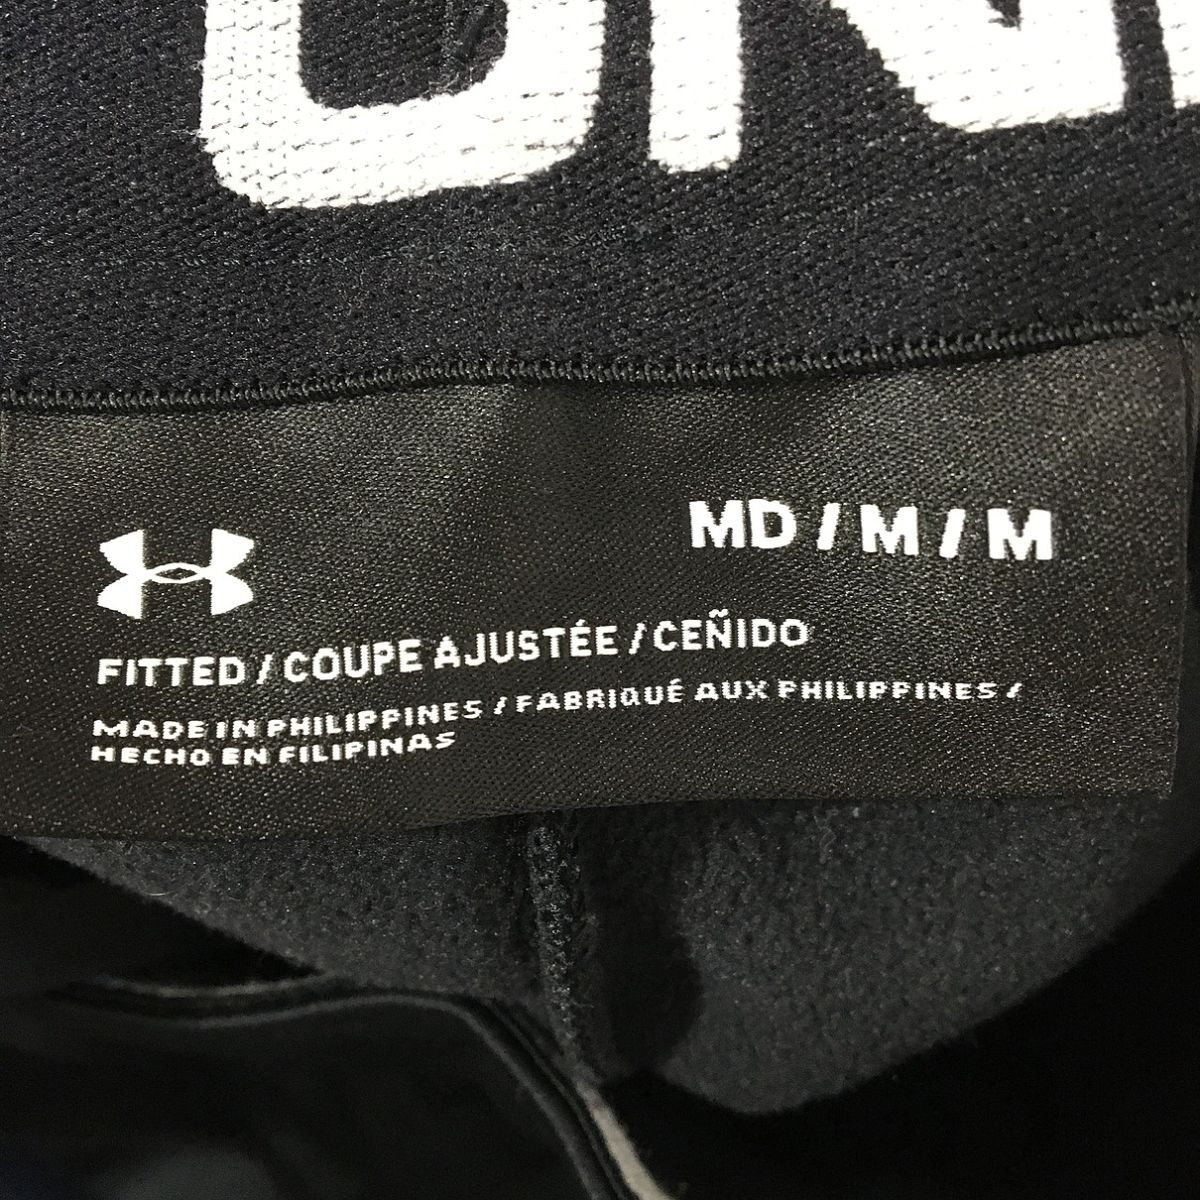 MD / M / M
FITTED / COUPE AJUSTÉE / CEÑIDO
MADE IN PHILIPPINES / FABRIQUÉ AUX PHILIPPINES /
HECHO EN FILIPINAS